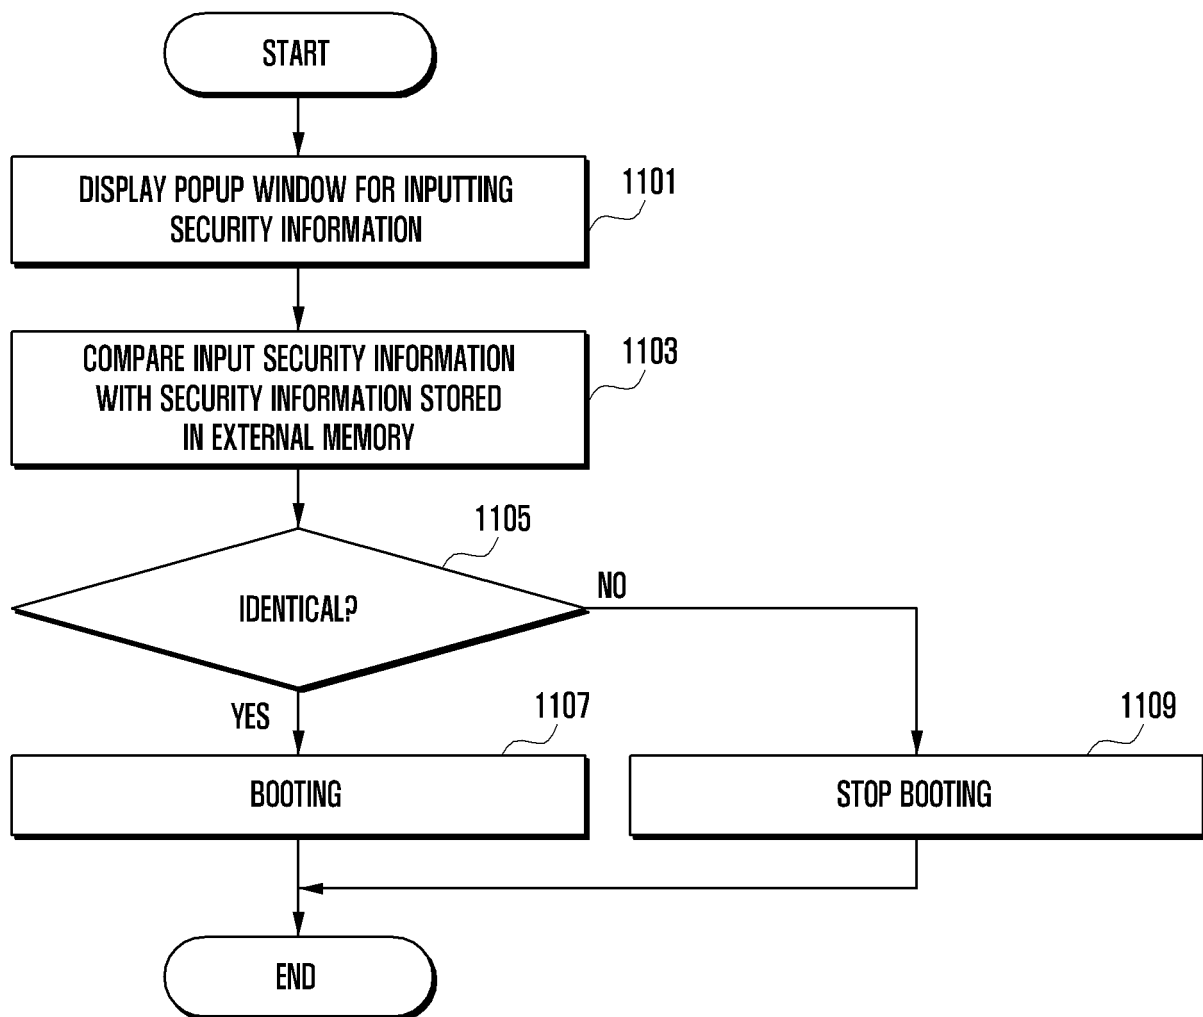 START
DISPLAY POPUP WINDOW FOR INPUTTING
SECURITY INFORMATION
1101
COMPARE INPUT SECURITY INFORMATION
WITH SECURITY INFORMATION STORED
IN EXTERNAL MEMORY
1103
1105
IDENTICAL?
NO
YES
1107
BOOTING
1109
STOP BOOTING
END